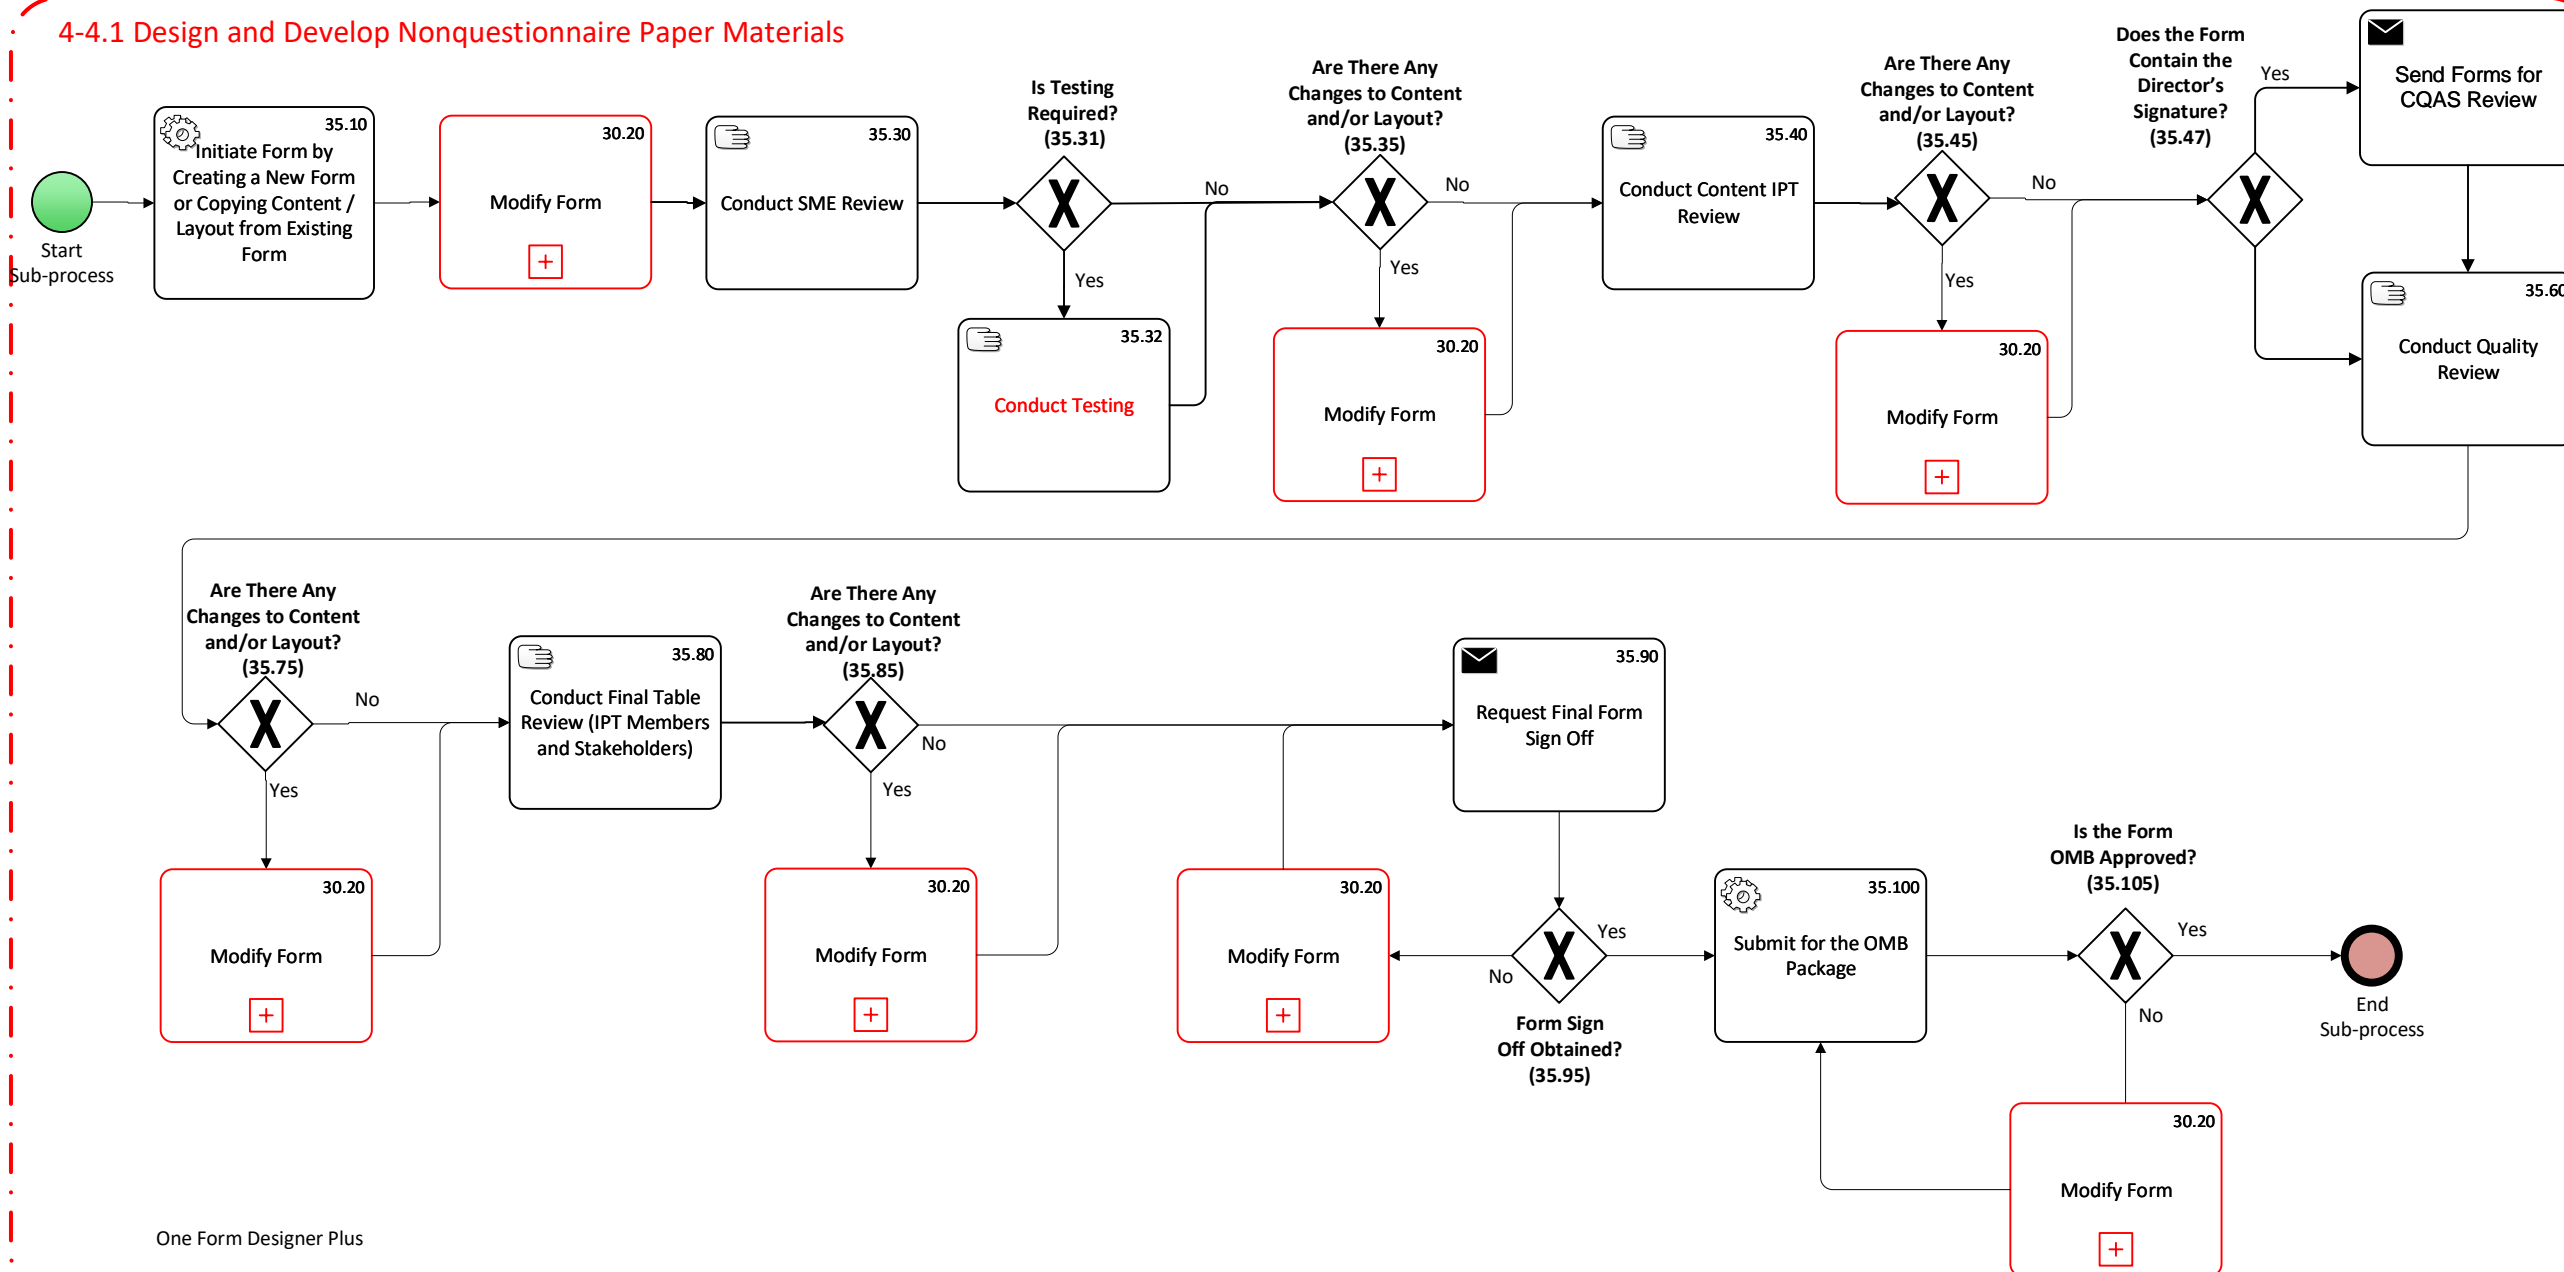 4-4.1 Design and Develop Nonquestionnaire Paper Materials
Start
Sub-process
35.10
Initiate Form by
Creating a New Form
or Copying Content /
Layout from Existing
Form
30.20
Modify Form
35.30
Conduct SME Review
Is Testing
Required?
(35.31)
No
Yes
35.32
Conduct Testing
Are There Any
Changes to Content
and/or Layout?
(35.35)
No
Yes
30.20
Modify Form
35.40
Conduct Content IPT
Review
Are There Any
Changes to Content
and/or Layout?
(35.45)
No
Yes
30.20
Modify Form
Does the Form
Contain the
Director's
Signature?
(35.47)
Yes
Send Forms for
CQAS Review
35.60
Conduct Quality
Review
Are There Any
Changes to Content
and/or Layout?
(35.75)
No
Yes
30.20
Modify Form
35.80
Conduct Final Table
Review (IPT Members
and Stakeholders)
Are There Any
Changes to Content
and/or Layout?
(35.85)
No
Yes
30.20
Modify Form
35.90
Request Final Form
Sign Off
30.20
Modify Form
No
Yes
Form Sign
Off Obtained?
(35.95)
35.100
Submit for the OMB
Package
Is the Form
OMB Approved?
(35.105)
Yes
No
End
Sub-process
30.20
Modify Form
One Form Designer Plus